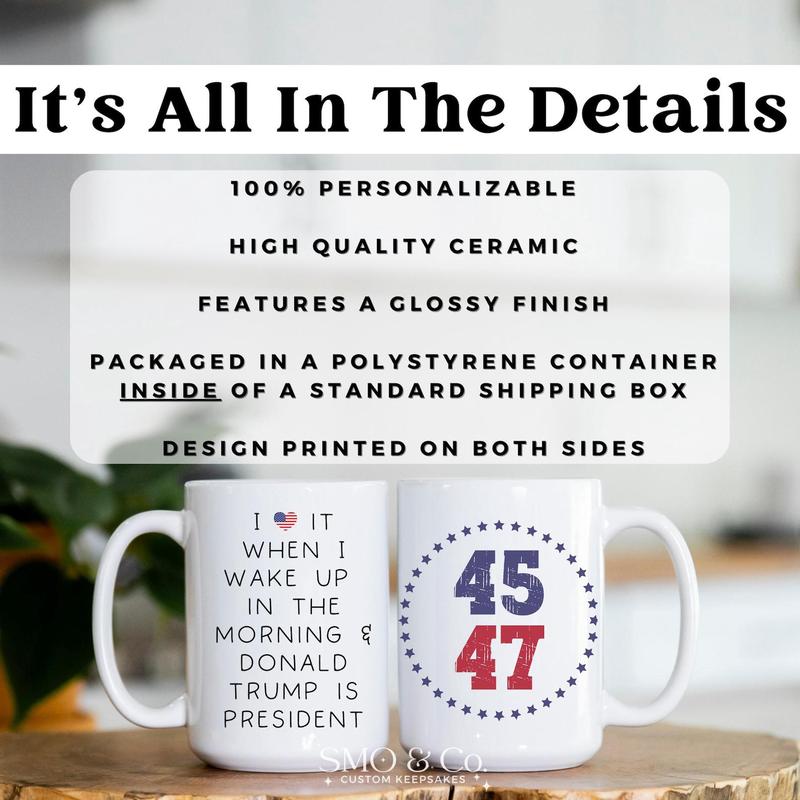 It's All In The Details
100% PERSONALIZABLE
HIGH QUALITY CERAMIC
FEATURES A GLOSSY FINISH
PACKAGED IN A POLYSTYRENE CONTAINER
INSIDE OF A STANDARD SHIPPING BOX
DESIGN PRINTED ON BOTH SIDES
I ❤ IT
WHEN I
WAKE UP
IN THE
MORNING &
DONALD
TRUMP IS
PRESIDENT
45
47
SMO & Co.
CUSTOM KEEPSAKES